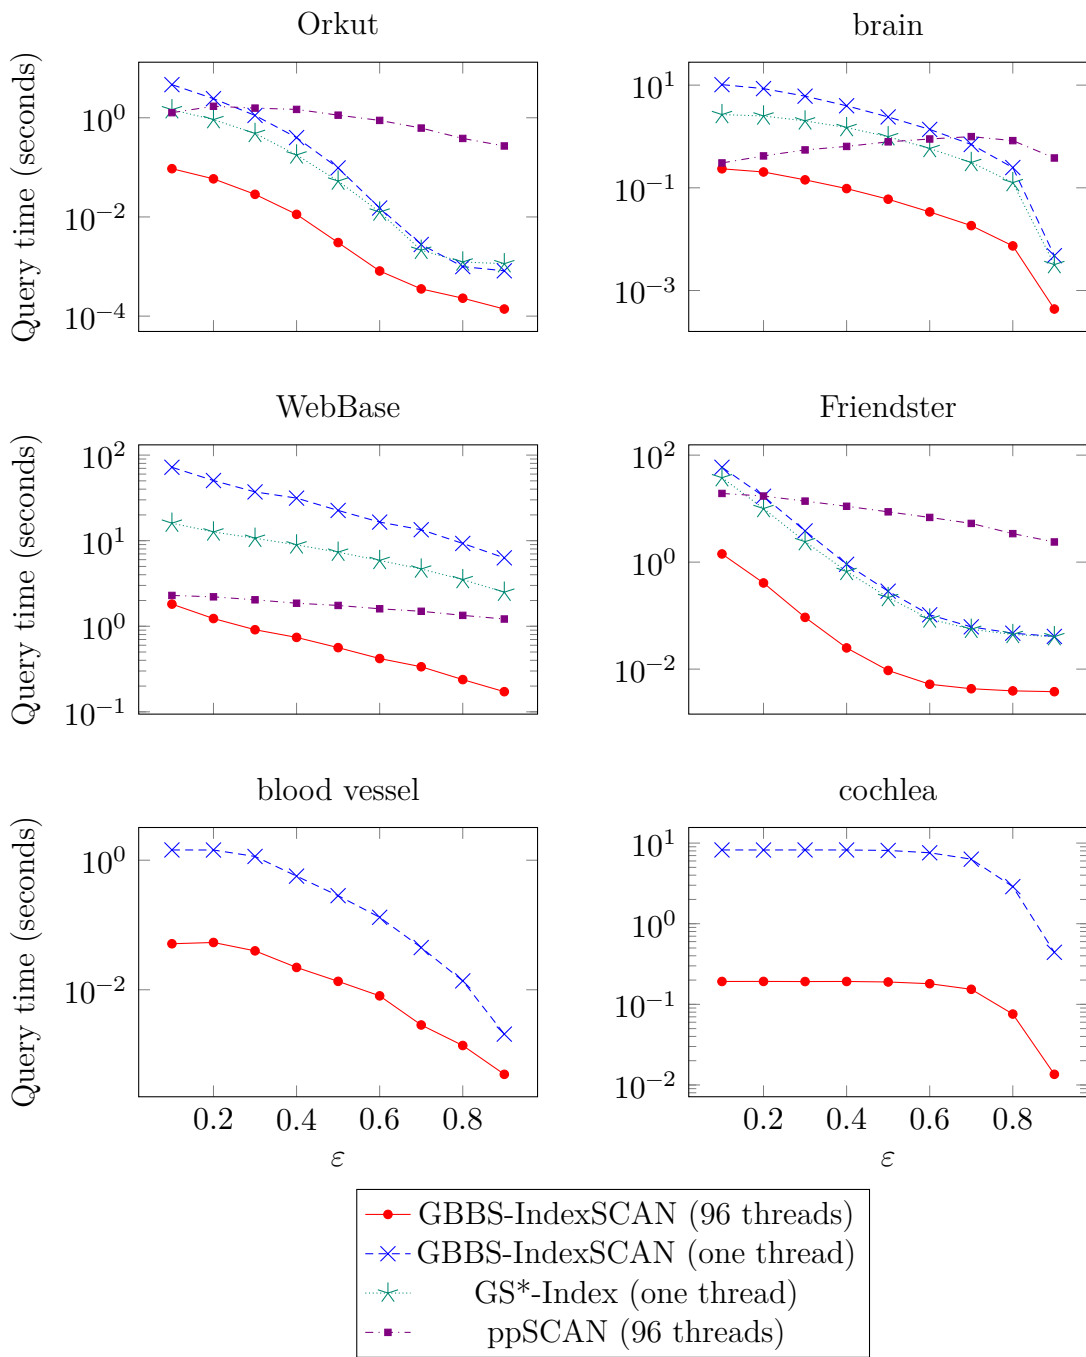 Orkut
brain
Query time (seconds)
10^0
10^−2
10^−4
10^1
10^−1
10^−3
WebBase
Friendster
Query time (seconds)
10^2
10^1
10^0
10^−1
10^2
10^0
10^−2
blood vessel
cochlea
Query time (seconds)
10^0
10^−2
10^1
10^0
10^−1
10^−2
0.2 0.4 0.6 0.8
0.2 0.4 0.6 0.8
ε
ε
GBBS-IndexSCAN (96 threads)
GBBS-IndexSCAN (one thread)
GS*-Index (one thread)
ppSCAN (96 threads)